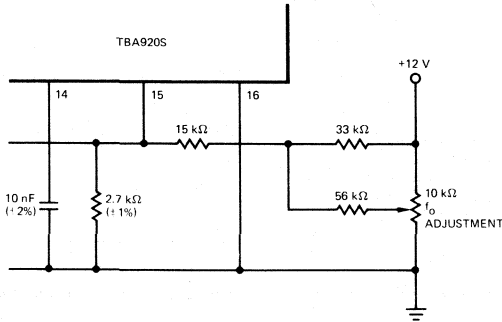 TBA920S
+12 V
14
15
16
15 kΩ
33 kΩ
10 nF
(±2%)
2.7 kΩ
(±1%)
56 kΩ
10 kΩ
fo
ADJUSTMENT